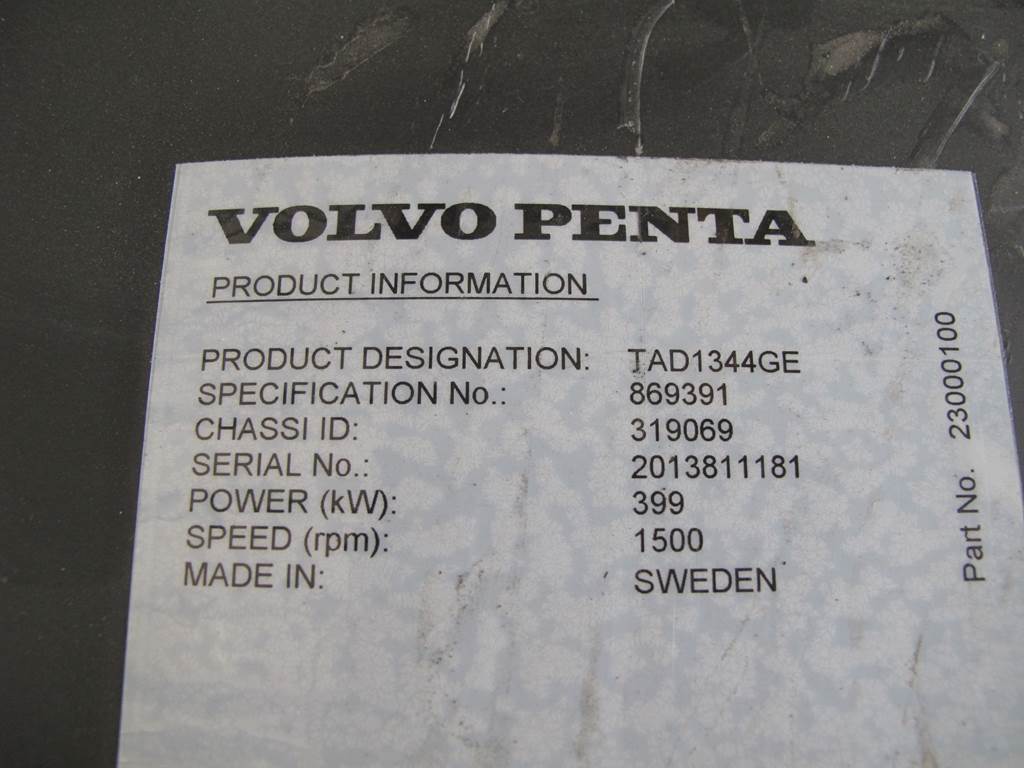 VOLVO PENTA
PRODUCT INFORMATION
PRODUCT DESIGNATION: TAD1344GE
SPECIFICATION No.: 869391
CHASSI ID: 319069
SERIAL No.: 2013811181
POWER (kW): 399
SPEED (rpm): 1500
MADE IN: SWEDEN
Part No. 23000100